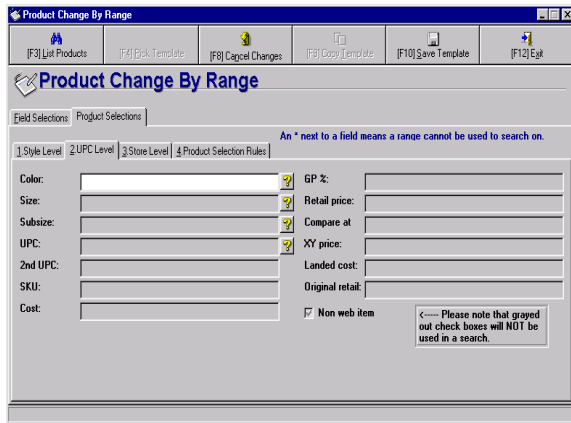 Product Change By Range
[F3] List Products
[F4] Pick Template
[F8] Cancel Changes
[F9] Copy Template
[F10] Save Template
[F12] Exit
Product Change By Range
Field Selections
Product Selections
An * next to a field means a range cannot be used to search on.
1.Style Level
2.UPC Level
3.Store Level
4.Product Selection Rules
Color:
GP %:
Size:
Retail price:
Subsize:
Compare at
UPC:
XY price:
2nd UPC:
Landed cost:
SKU:
Original retail:
Cost:
Non web item
<----- Please note that grayed
out check boxes will NOT be
used in a search.